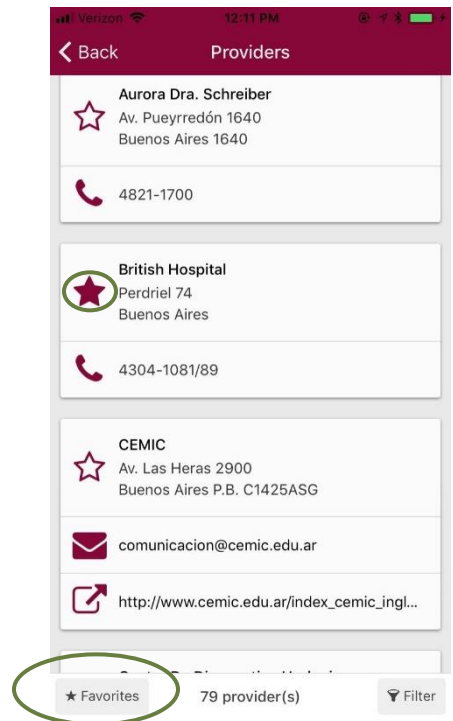 Verizon 12:11 PM
Back Providers
Aurora Dra. Schreiber
Av. Pueyrredón 1640
Buenos Aires 1640
4821-1700
British Hospital
Perdriel 74
Buenos Aires
4304-1081/89
CEMIC
Av. Las Heras 2900
Buenos Aires P.B. C1425ASG
comunicacion@cemic.edu.ar
http://www.cemic.edu.ar/index_cemic_ingl...
★ Favorites 79 provider(s) Filter